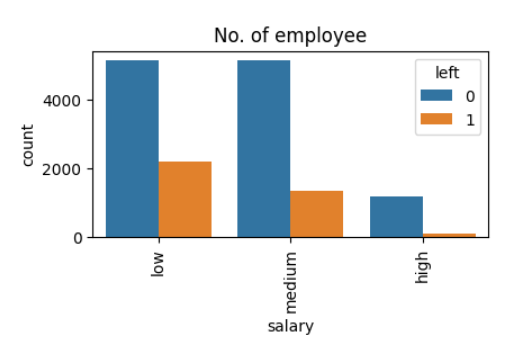 No. of employee
left
0
1
count
4000
2000
0
low
medium
high
salary